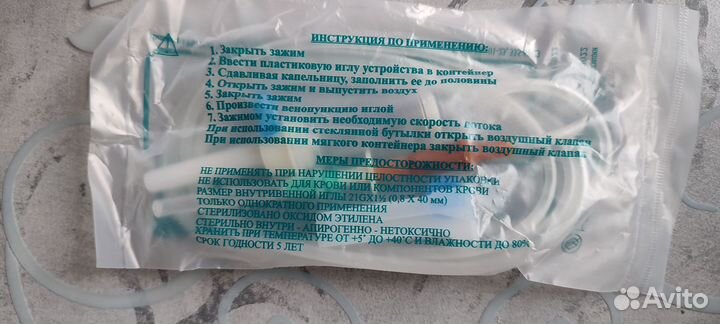 ИНСТРУКЦИЯ ПО ПРИМЕНЕНИЮ:
1. Закрыть зажим
2. Ввести пластиковую иглу устройства в контейнер
3. Сдавливая капельницу, заполнить ее до половины
4. Открыть зажим и выпустить воздух
5. Закрыть зажим
6. Произвести венопункцию иглой
7. Зажимом установить необходимую скорость потока
При использовании стеклянной бутылки открыть воздушный клапан
При использовании мягкого контейнера закрыть воздушный клапан
МЕРЫ ПРЕДОСТОРОЖНОСТИ:
НЕ ПРИМЕНЯТЬ ПРИ НАРУШЕНИИ ЦЕЛОСТНОСТИ УПАКОВКИ
НЕ ИСПОЛЬЗОВАТЬ ДЛЯ КРОВИ ИЛИ КОМПОНЕНТОВ КРОВИ
РАЗМЕР ВНУТРИВЕННОЙ ИГЛЫ 21GX1½ (0,8 X 40 мм)
ТОЛЬКО ОДНОКРАТНОГО ПРИМЕНЕНИЯ
СТЕРИЛИЗОВАНО ОКСИДОМ ЭТИЛЕНА
СТЕРИЛЬНО ВНУТРИ - АПИРОГЕННО - НЕТОКСИЧНО
ХРАНИТЬ ПРИ ТЕМПЕРАТУРЕ ОТ +5˚ ДО +40˚С И ВЛАЖНОСТИ ДО 80%
СРОК ГОДНОСТИ 5 ЛЕТ
Avito